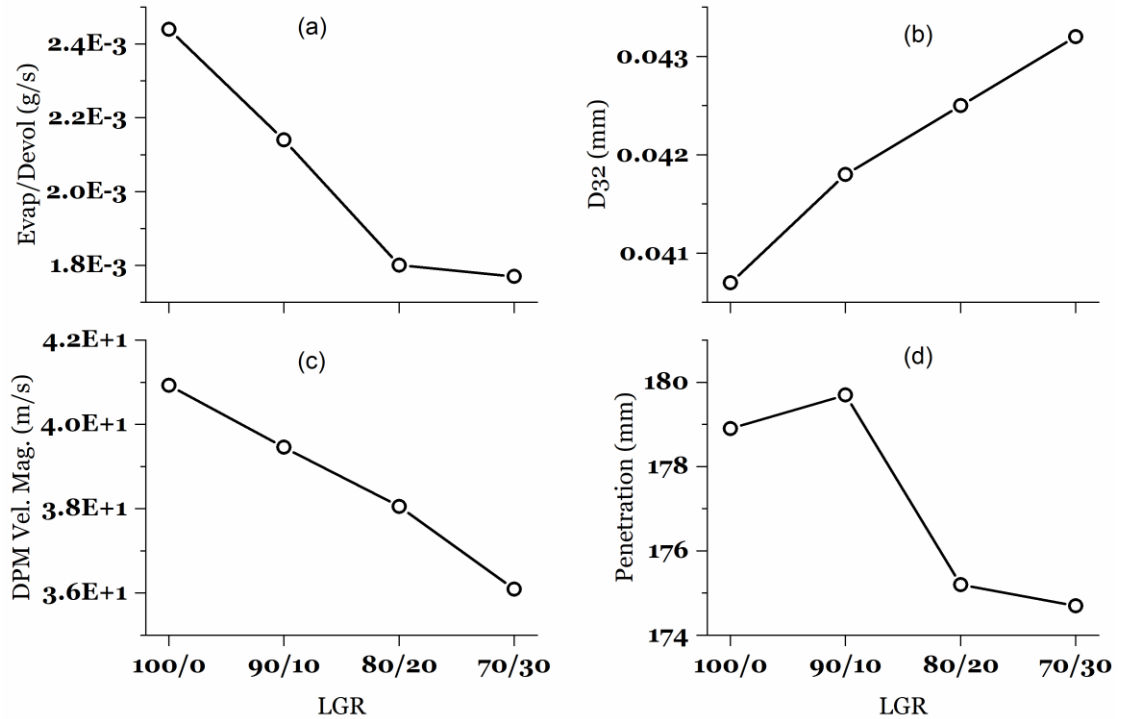 (a)
Evap/Devol (g/s)
2.4E-3
2.2E-3
2.0E-3
1.8E-3
(b)
D32 (mm)
0.043
0.042
0.041
(c)
DPM Vel. Mag. (m/s)
4.2E+1
4.0E+1
3.8E+1
3.6E+1
100/0 90/10 80/20 70/30
LGR
(d)
Penetration (mm)
180
178
176
174
100/0 90/10 80/20 70/30
LGR